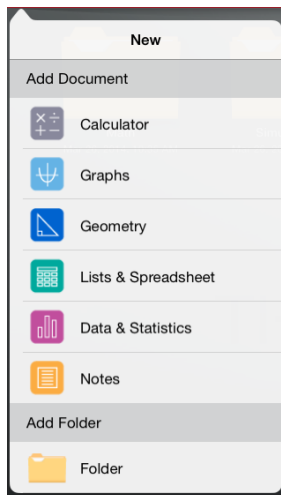 New
Add Document
Calculator
Graphs
Geometry
Lists & Spreadsheet
Data & Statistics
Notes
Add Folder
Folder